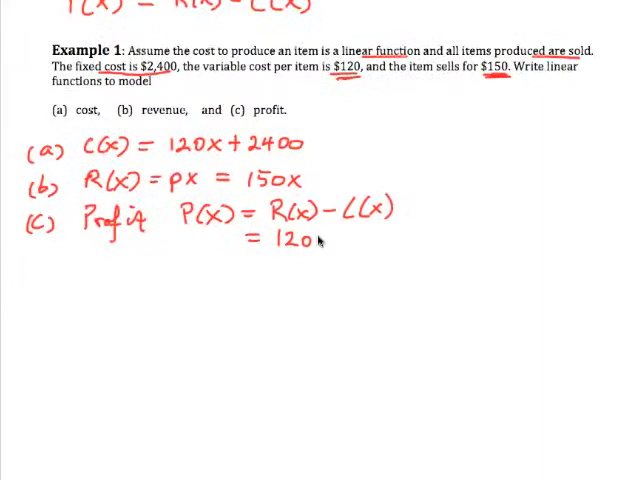 P(x) = R(x) - C(x)
Example 1: Assume the cost to produce an item is a linear function and all items produced are sold.
The fixed cost is $2,400, the variable cost per item is $120, and the item sells for $150. Write linear
functions to model
(a) cost, (b) revenue, and (c) profit.
(a) C(x) = 120x + 2400
(b) R(x) = px = 150x
(c) Profit P(x) = R(x) - C(x)
= 120